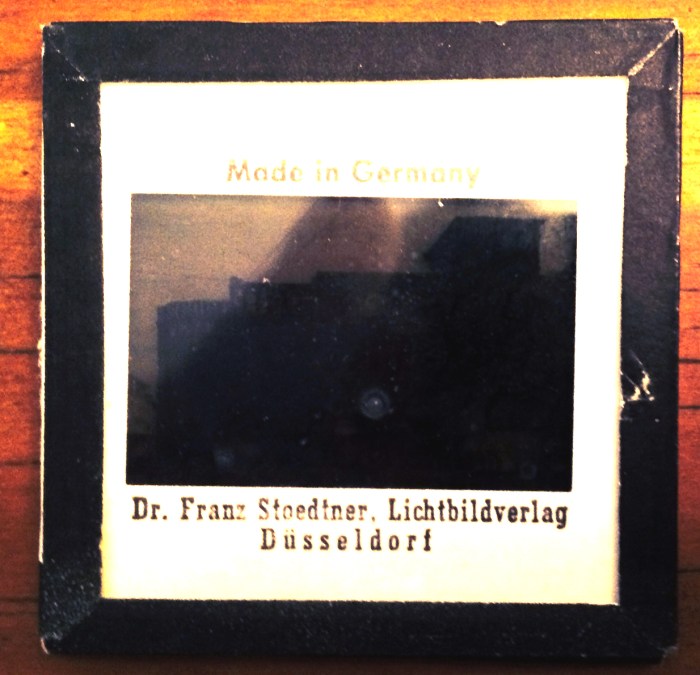 Made in Germany
Dr. Franz Stoedtner, Lichtbildverlag
Düsseldorf